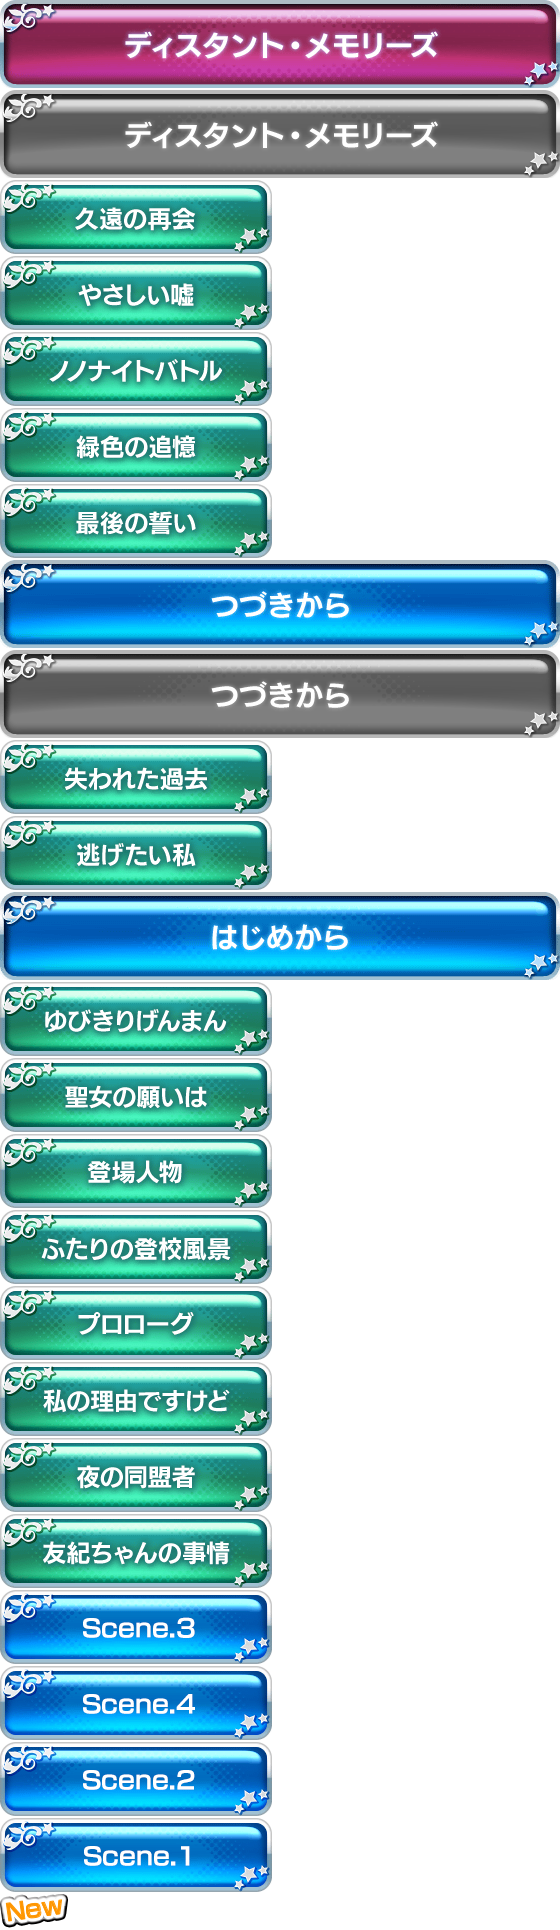 ディスタント・メモリーズ
ディスタント・メモリーズ
久遠の再会
やさしい嘘
ノノナイトバトル
緑色の追憶
最後の誓い
つづきから
つづきから
失われた過去
逃げたい私
はじめから
ゆびきりげんまん
聖女の願いは
登場人物
ふたりの登校風景
プロローグ
私の理由ですけど
夜の同盟者
友紀ちゃんの事情
Scene.3
Scene.4
Scene.2
Scene.1
New